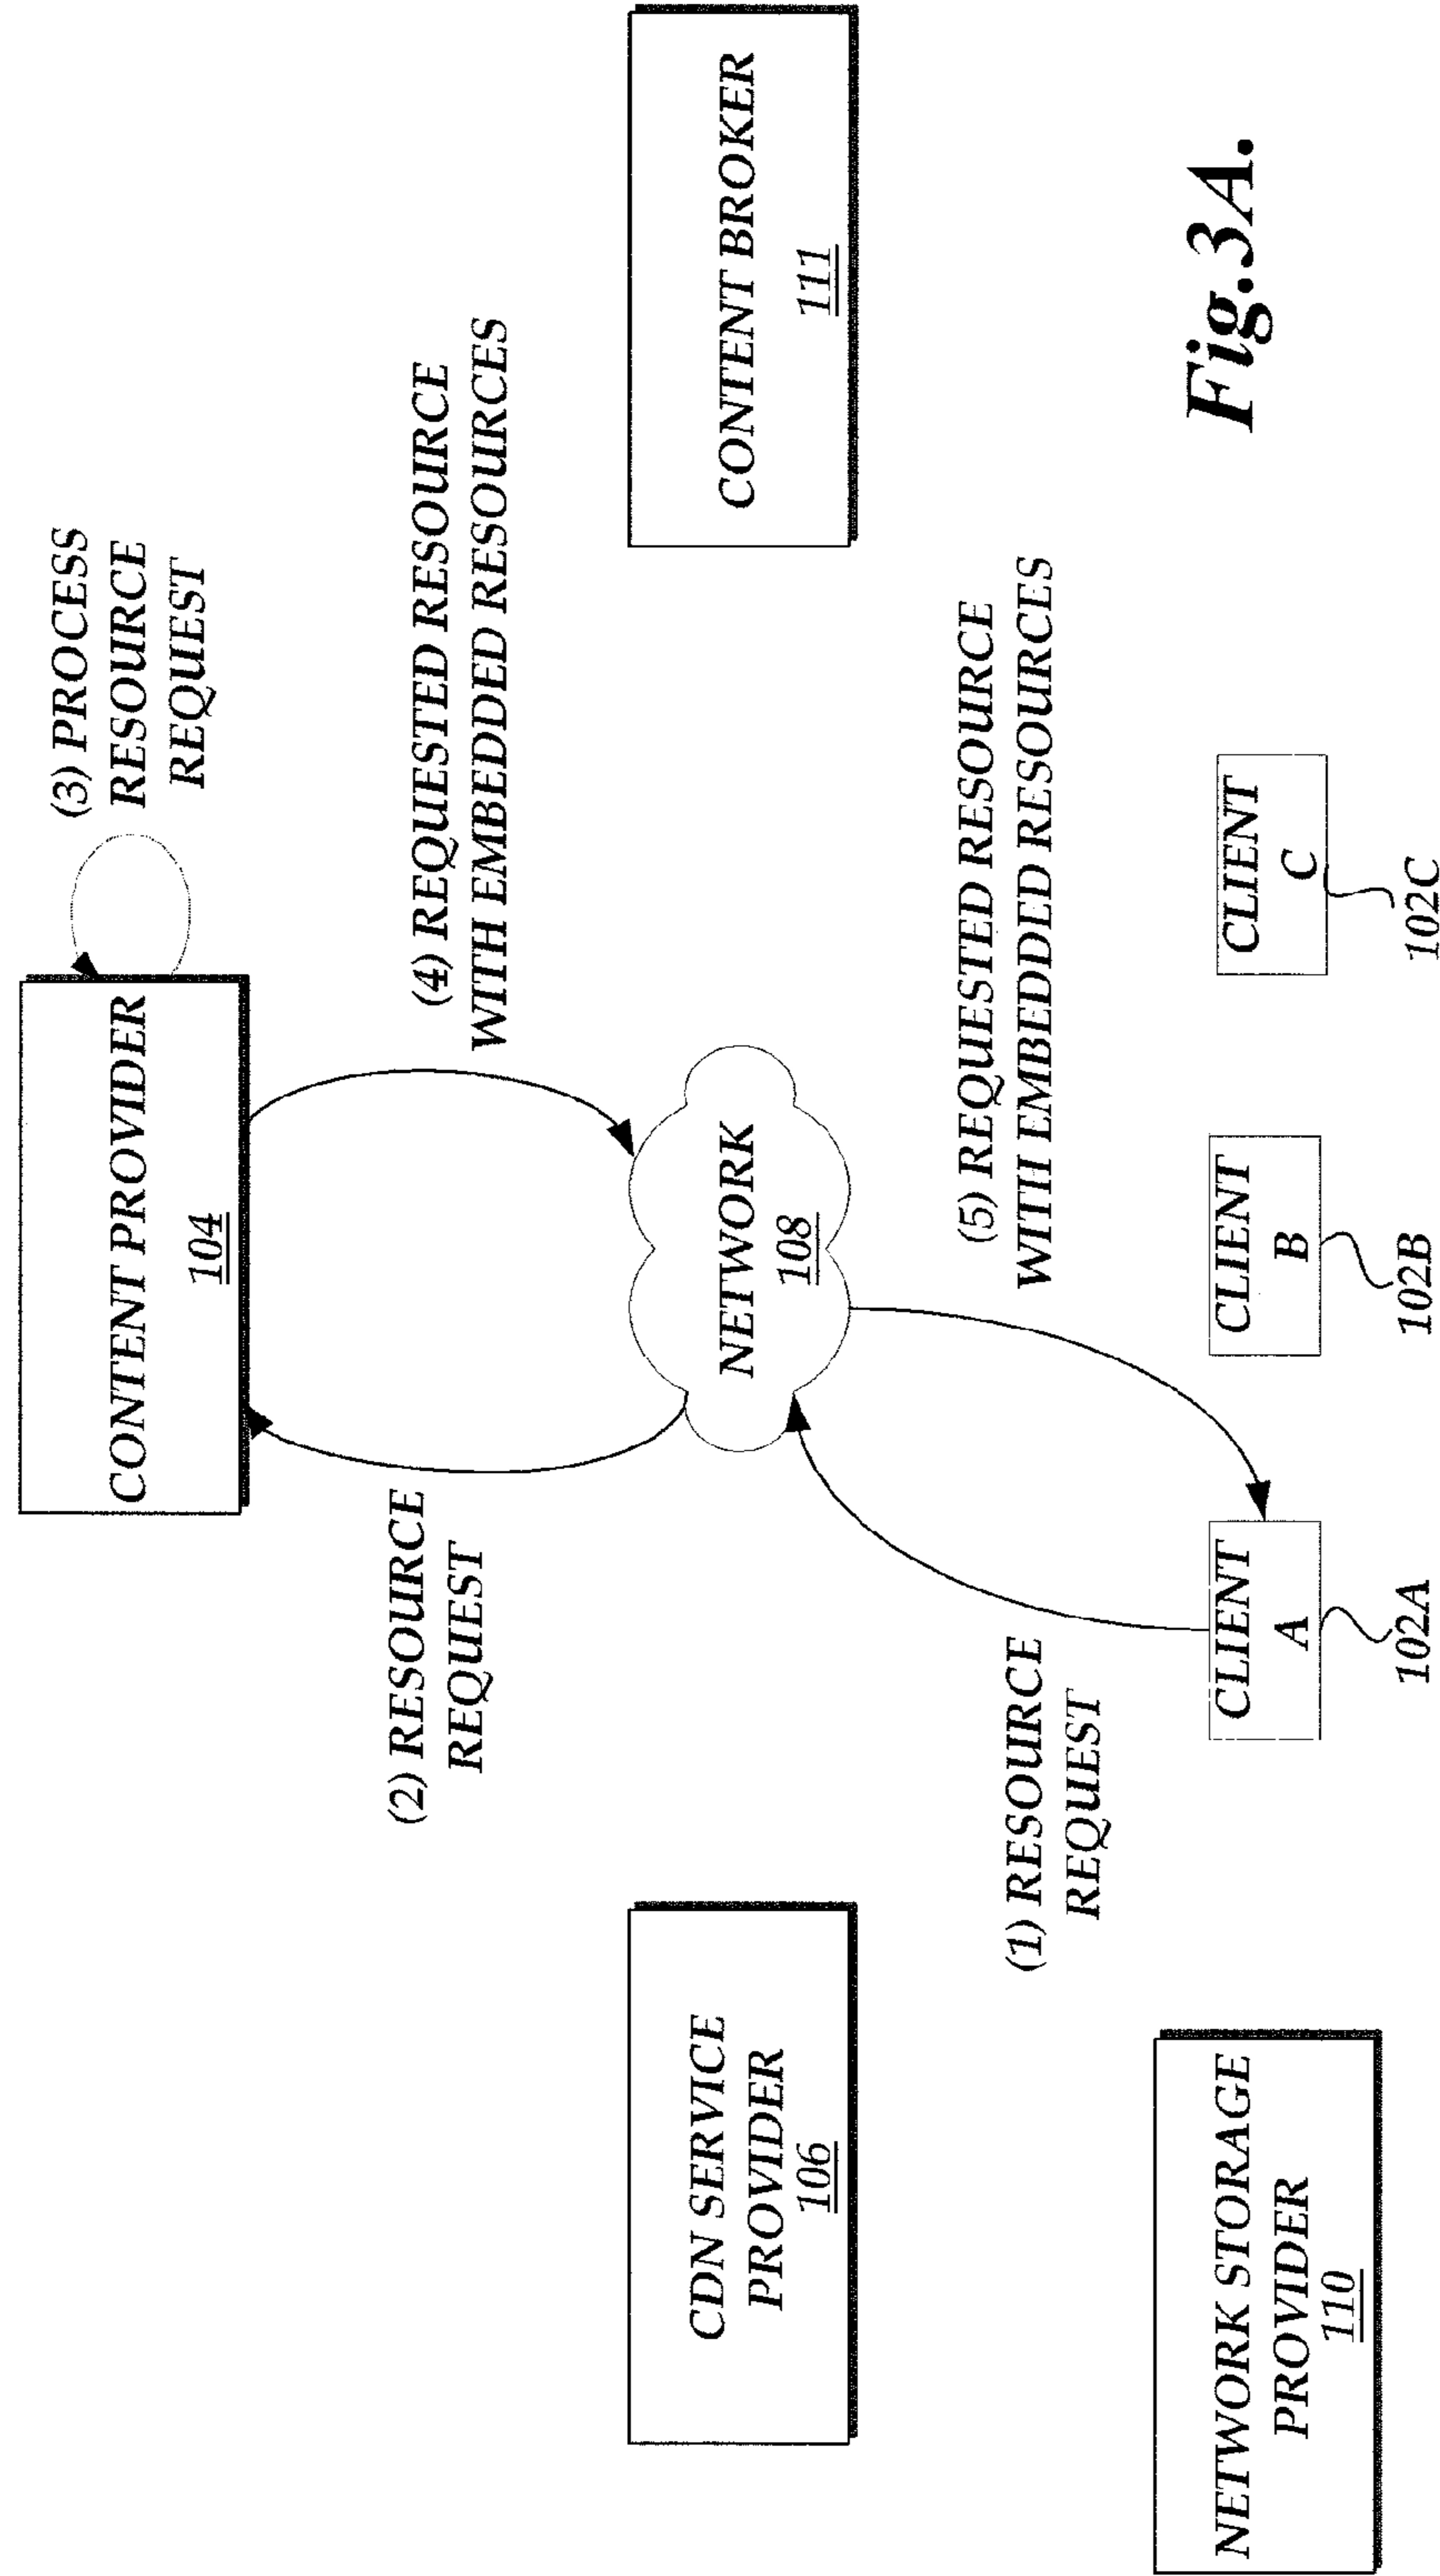 (3) PROCESS
RESOURCE
REQUEST
CONTENT PROVIDER
104
(2) RESOURCE
REQUEST
(4) REQUESTED RESOURCE
WITH EMBEDDED RESOURCES
CDN SERVICE
PROVIDER
106
NETWORK
108
CONTENT BROKER
111
(1) RESOURCE
REQUEST
(5) REQUESTED RESOURCE
WITH EMBEDDED RESOURCES
NETWORK STORAGE
PROVIDER
110
CLIENT
A
102A
CLIENT
B
102B
CLIENT
C
102C
Fig.3A.